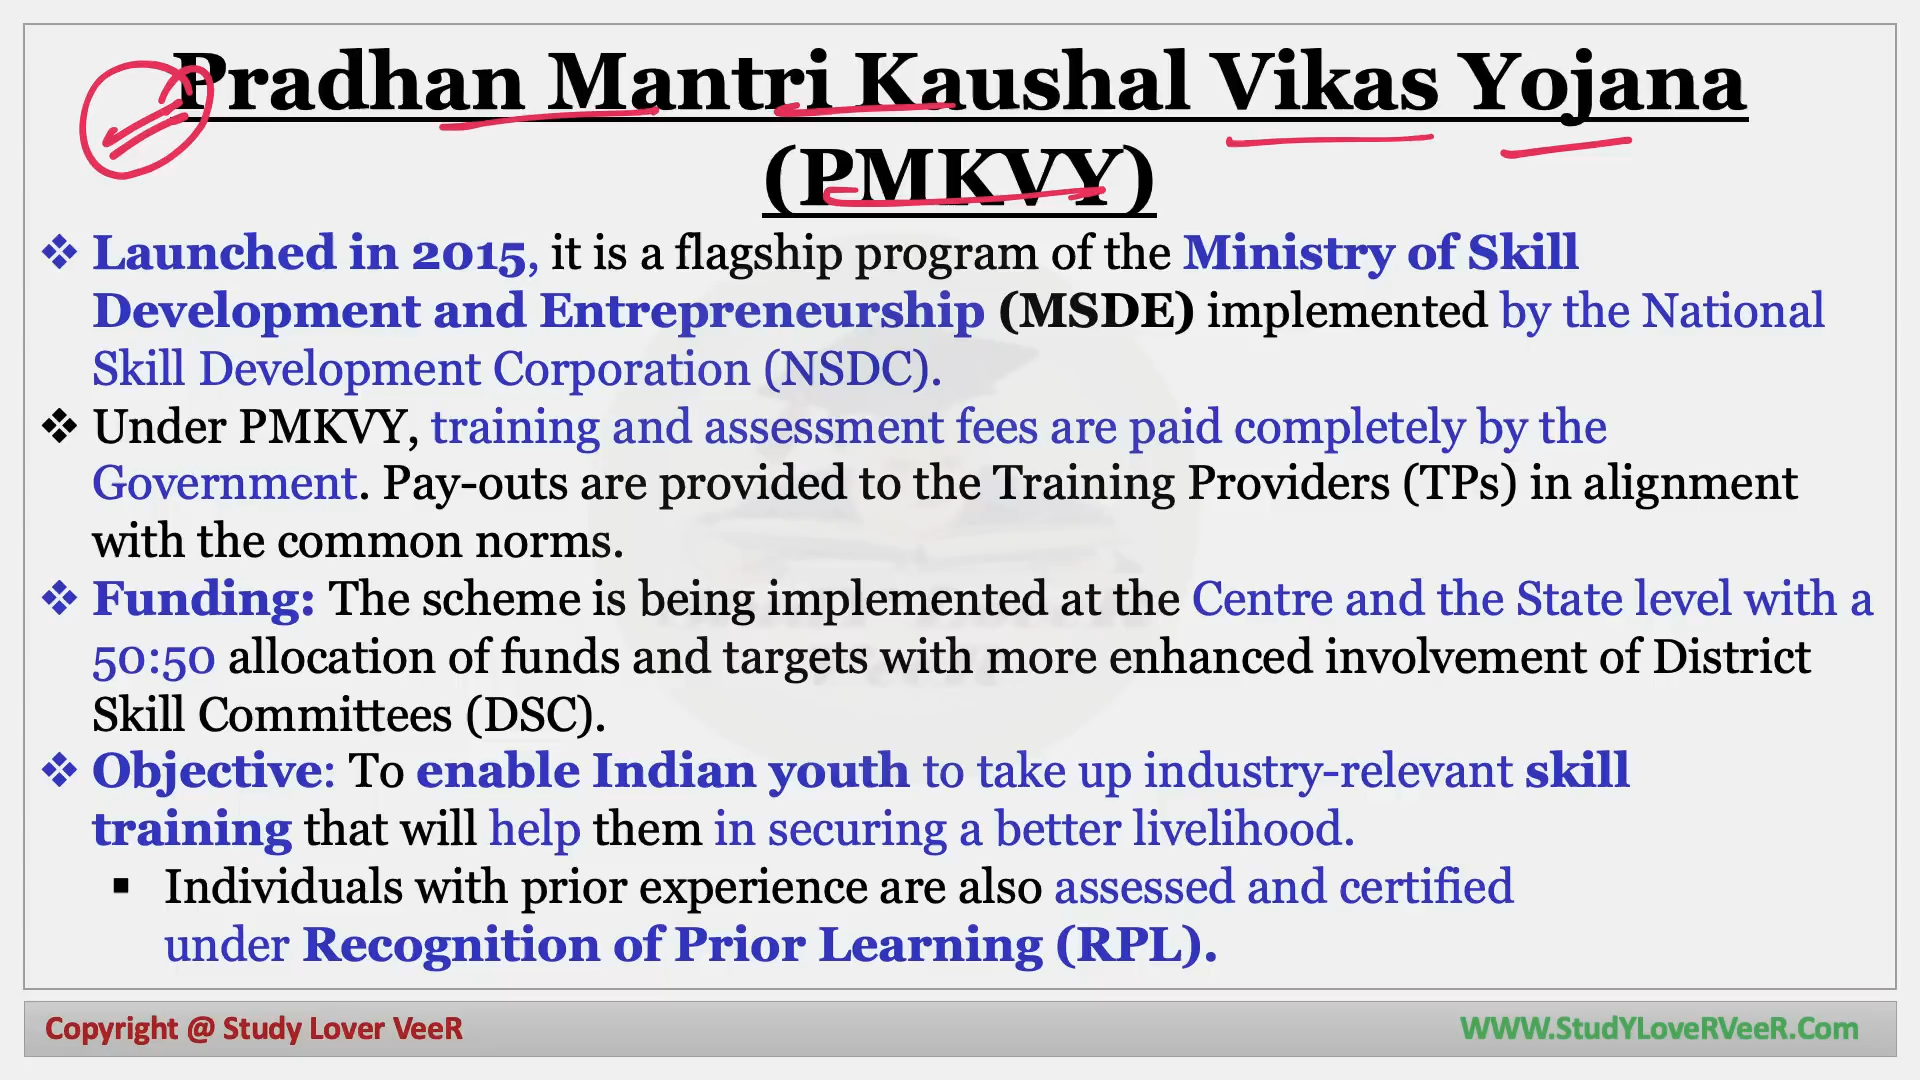 Pradhan Mantri Kaushal Vikas Yojana
(PMKVY)
❖ Launched in 2015, it is a flagship program of the Ministry of Skill
Development and Entrepreneurship (MSDE) implemented by the National
Skill Development Corporation (NSDC).
❖ Under PMKVY, training and assessment fees are paid completely by the
Government. Pay-outs are provided to the Training Providers (TPs) in alignment
with the common norms.
❖ Funding: The scheme is being implemented at the Centre and the State level with a
50:50 allocation of funds and targets with more enhanced involvement of District
Skill Committees (DSC).
❖ Objective: To enable Indian youth to take up industry-relevant skill
training that will help them in securing a better livelihood.
▪ Individuals with prior experience are also assessed and certified
under Recognition of Prior Learning (RPL).
Copyright @ Study Lover VeeR
WWW.StudYLoveRVeeR.Com